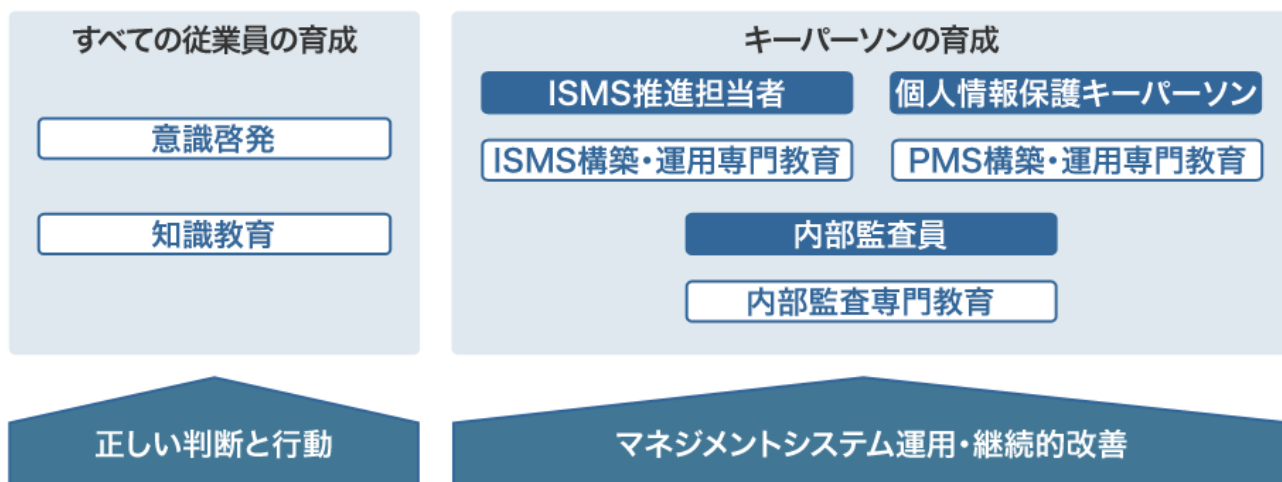 すべての従業員の育成
意識啓発
知識教育
正しい判断と行動
キーパーソンの育成
ISMS推進担当者
ISMS構築・運用専門教育
個人情報保護キーパーソン
PMS構築・運用専門教育
内部監査員
内部監査専門教育
マネジメントシステム運用・継続的改善